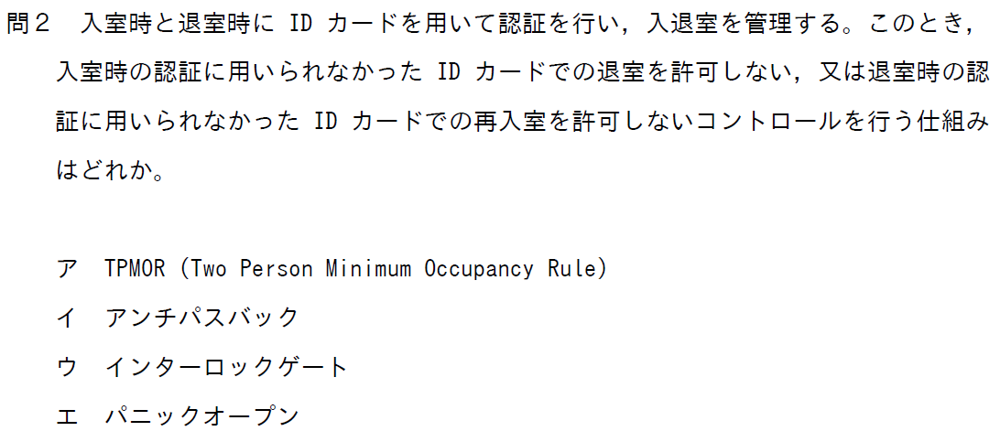 問２　入室時と退室時に ID カードを用いて認証を行い，入退室を管理する。このとき，
入室時の認証に用いられなかった ID カードでの退室を許可しない，又は退室時の認
証に用いられなかった ID カードでの再入室を許可しないコントロールを行う仕組み
はどれか。
ア　TPMOR (Two Person Minimum Occupancy Rule)
イ　アンチパスバック
ウ　インターロックゲート
エ　パニックオープン